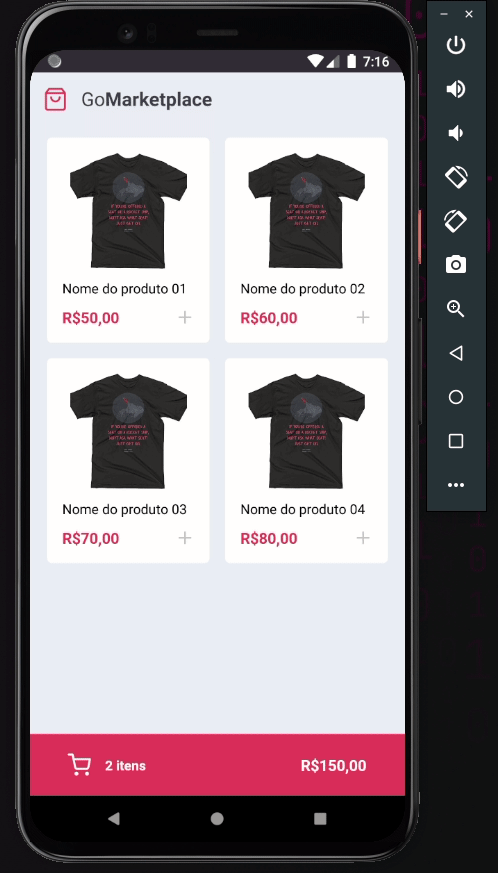 7:16
GoMarketplace
Nome do produto 01
R$50,00
+
Nome do produto 02
R$60,00
+
Nome do produto 03
R$70,00
+
Nome do produto 04
R$80,00
+
2 itens
R$150,00